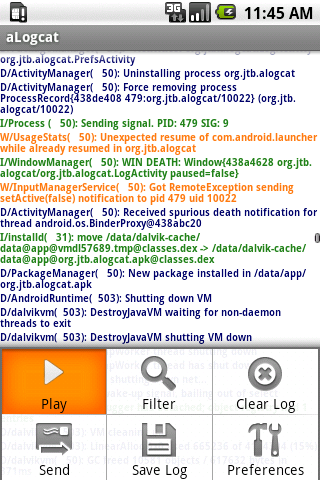 3G
11:45 AM
aLogcat
org.jtb.alogcat.PrefsActivity
D/ActivityManager( 50): Uninstalling process org.jtb.alogcat
D/ActivityManager( 50): Force removing process
ProcessRecord{438de408 479:org.jtb.alogcat/10022} (org.jtb.
alogcat/10022)
I/Process ( 50): Sending signal. PID: 479 SIG: 9
W/UsageStats( 50): Unexpected resume of com.android.launcher
while already resumed in org.jtb.alogcat
I/WindowManager( 50): WIN DEATH: Window{438a4628 org.jtb.
alogcat/org.jtb.alogcat.LogActivity paused=false}
W/InputManagerService( 50): Got RemoteException sending
setActive(false) notification to pid 479 uid 10022
D/ActivityManager( 50): Received spurious death notification for
thread android.os.BinderProxy@438abc20
I/installd( 31): move /data/dalvik-cache/
data@app@vmdl57689.tmp@classes.dex -> /data/dalvik-cache/
data@app@org.jtb.alogcat.apk@classes.dex
D/PackageManager( 50): New package installed in /data/app/
org.jtb.alogcat.apk
D/AndroidRuntime( 503): Shutting down VM
D/dalvikvm( 503): DestroyJavaVM waiting for non-daemon
threads to exit
D/dalvikvm( 503): DestroyJavaVM shutting VM down
Play
Filter
Clear Log
Send
Save Log
Preferences